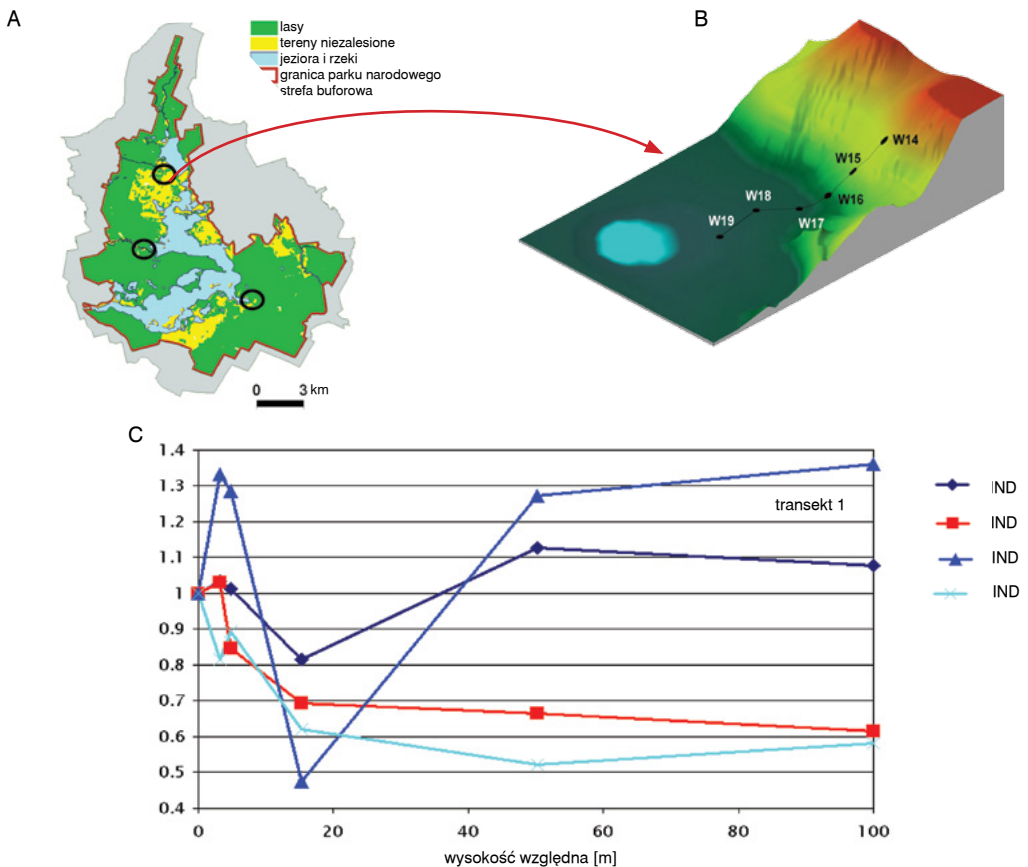 A
lasy
tereny niezalesione
jeziora i rzeki
granica parku narodowego
strefa buforowa
0 3 km
B
W14
W15
W16
W17
W18
W19
C
1.4
1.3
1.2
1.1
1
0.9
0.8
0.7
0.6
0.5
0.4
0 20 40 60 80 100
wysokość względna [m]
transekt 1
IND
IND
IND
IND